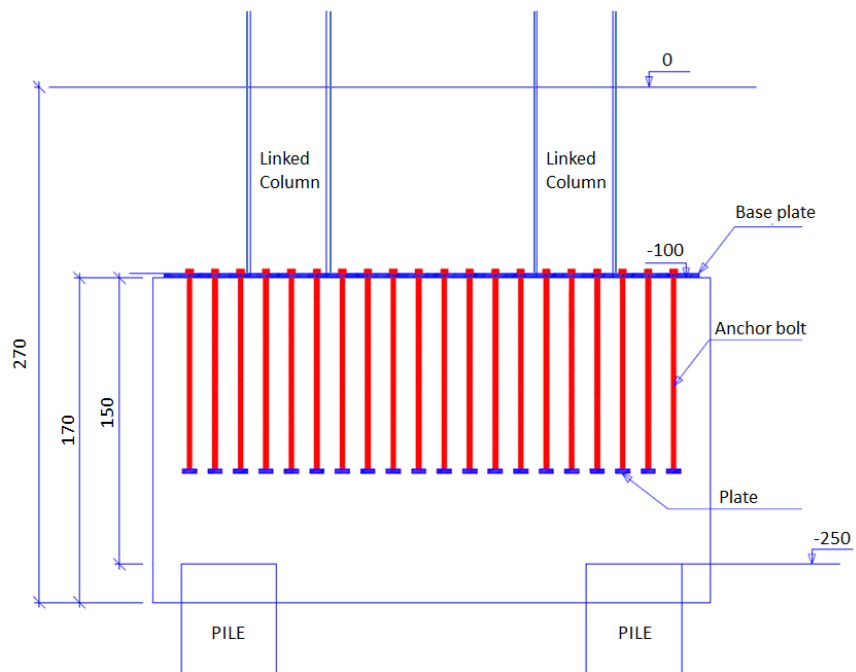 0
Linked
Column
Linked
Column
Base plate
-100
Anchor bolt
270
170
150
Plate
-250
PILE
PILE